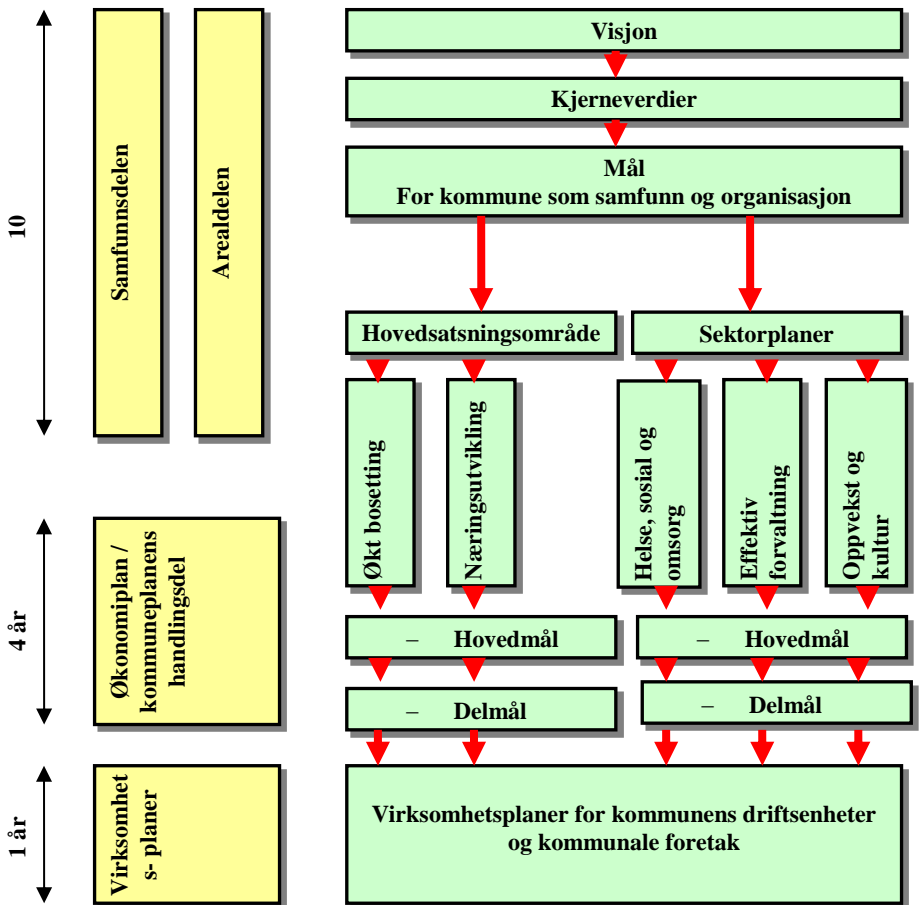 10
Samfunnsdelen
Arealdelen
Visjon
Kjerneverdier
Mål
For kommune som samfunn og organisasjon
Hovedsatsningsområde
Sektorplaner
Økt bosetting
Næringsutvikling
Helse, sosial og
omsorg
Effektiv
forvaltning
Oppvekst og
kultur
4 år
Økonomiplan /
kommuneplanens
handlingsdel
– Hovedmål
– Hovedmål
– Delmål
– Delmål
1 år
Virksomhet
s- planer
Virksomhetsplaner for kommunens driftsenheter
og kommunale foretak